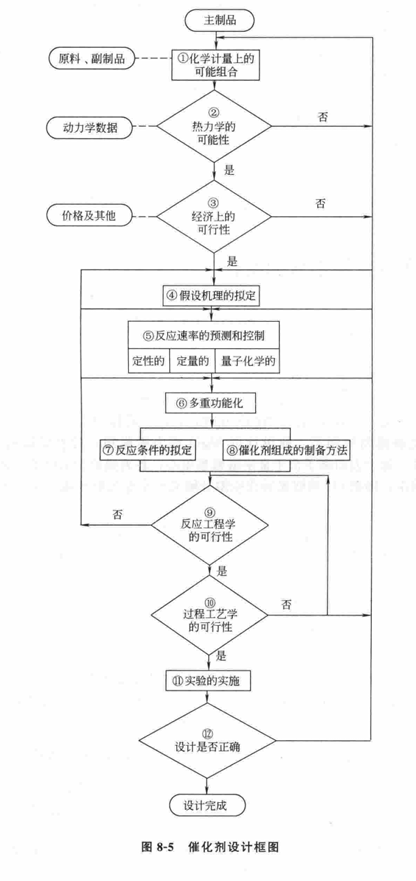 主制品
原料、副制品
①化学计量上的
可能组合
②
热力学的
可能性
否
动力学数据
是
③
经济上的
可行性
否
价格及其他
是
④假设机理的拟定
⑤反应速率的预测和控制
定性的 定量的 量子化学的
⑥多重功能化
⑦反应条件的拟定 ⑧催化剂组成的制备方法
⑨
反应工程学
的可行性
否
是
⑩
过程工艺学
的可行性
否
是
⑪实验的实施
⑫
设计是否正确
设计完成
图 8-5 催化剂设计框图